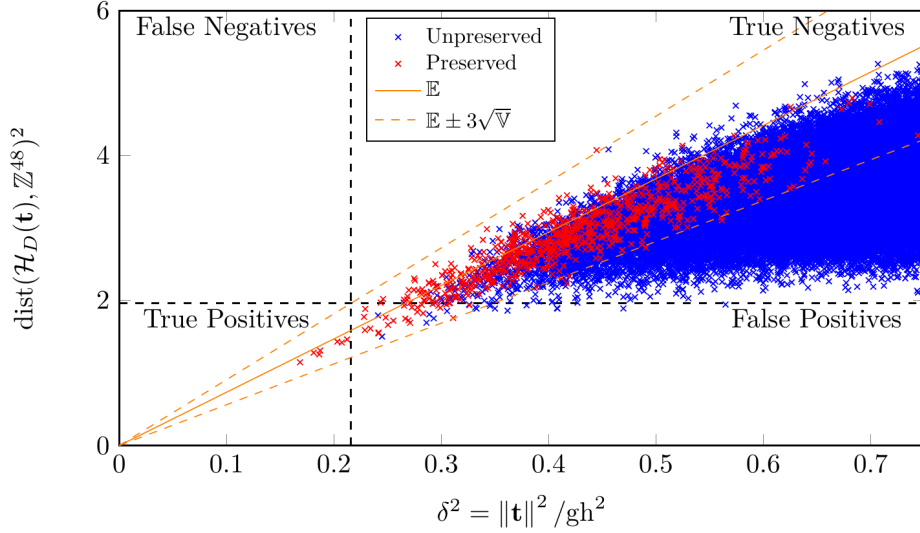 False Negatives
True Negatives
Unpreserved
Preserved
𝔼
𝔼 ± 3√𝕍
True Positives
False Positives
6
4
2
0
0 0.1 0.2 0.3 0.4 0.5 0.6 0.7
dist(ℋ_D(𝐭), ℤ^48)^2
δ^2 = ‖𝐭‖^2 /gh^2